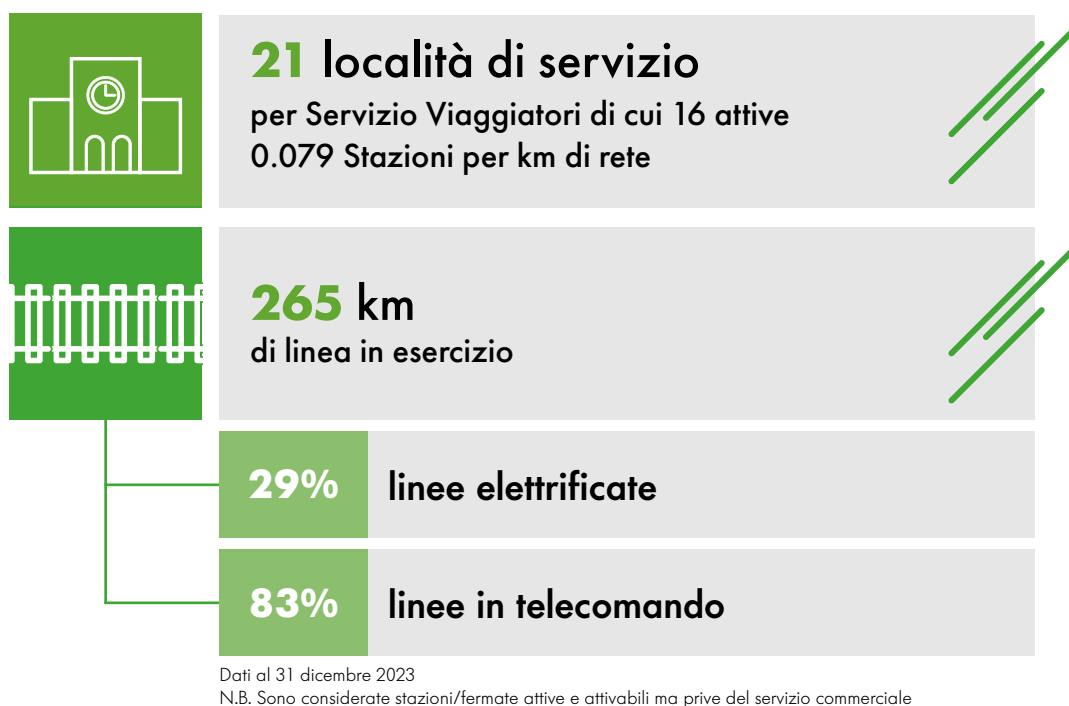 21 località di servizio
per Servizio Viaggiatori di cui 16 attive
0.079 Stazioni per km di rete
265 km
di linea in esercizio
29% linee elettrificate
83% linee in telecomando
Dati al 31 dicembre 2023
N.B. Sono considerate stazioni/fermate attive e attivabili ma prive del servizio commerciale